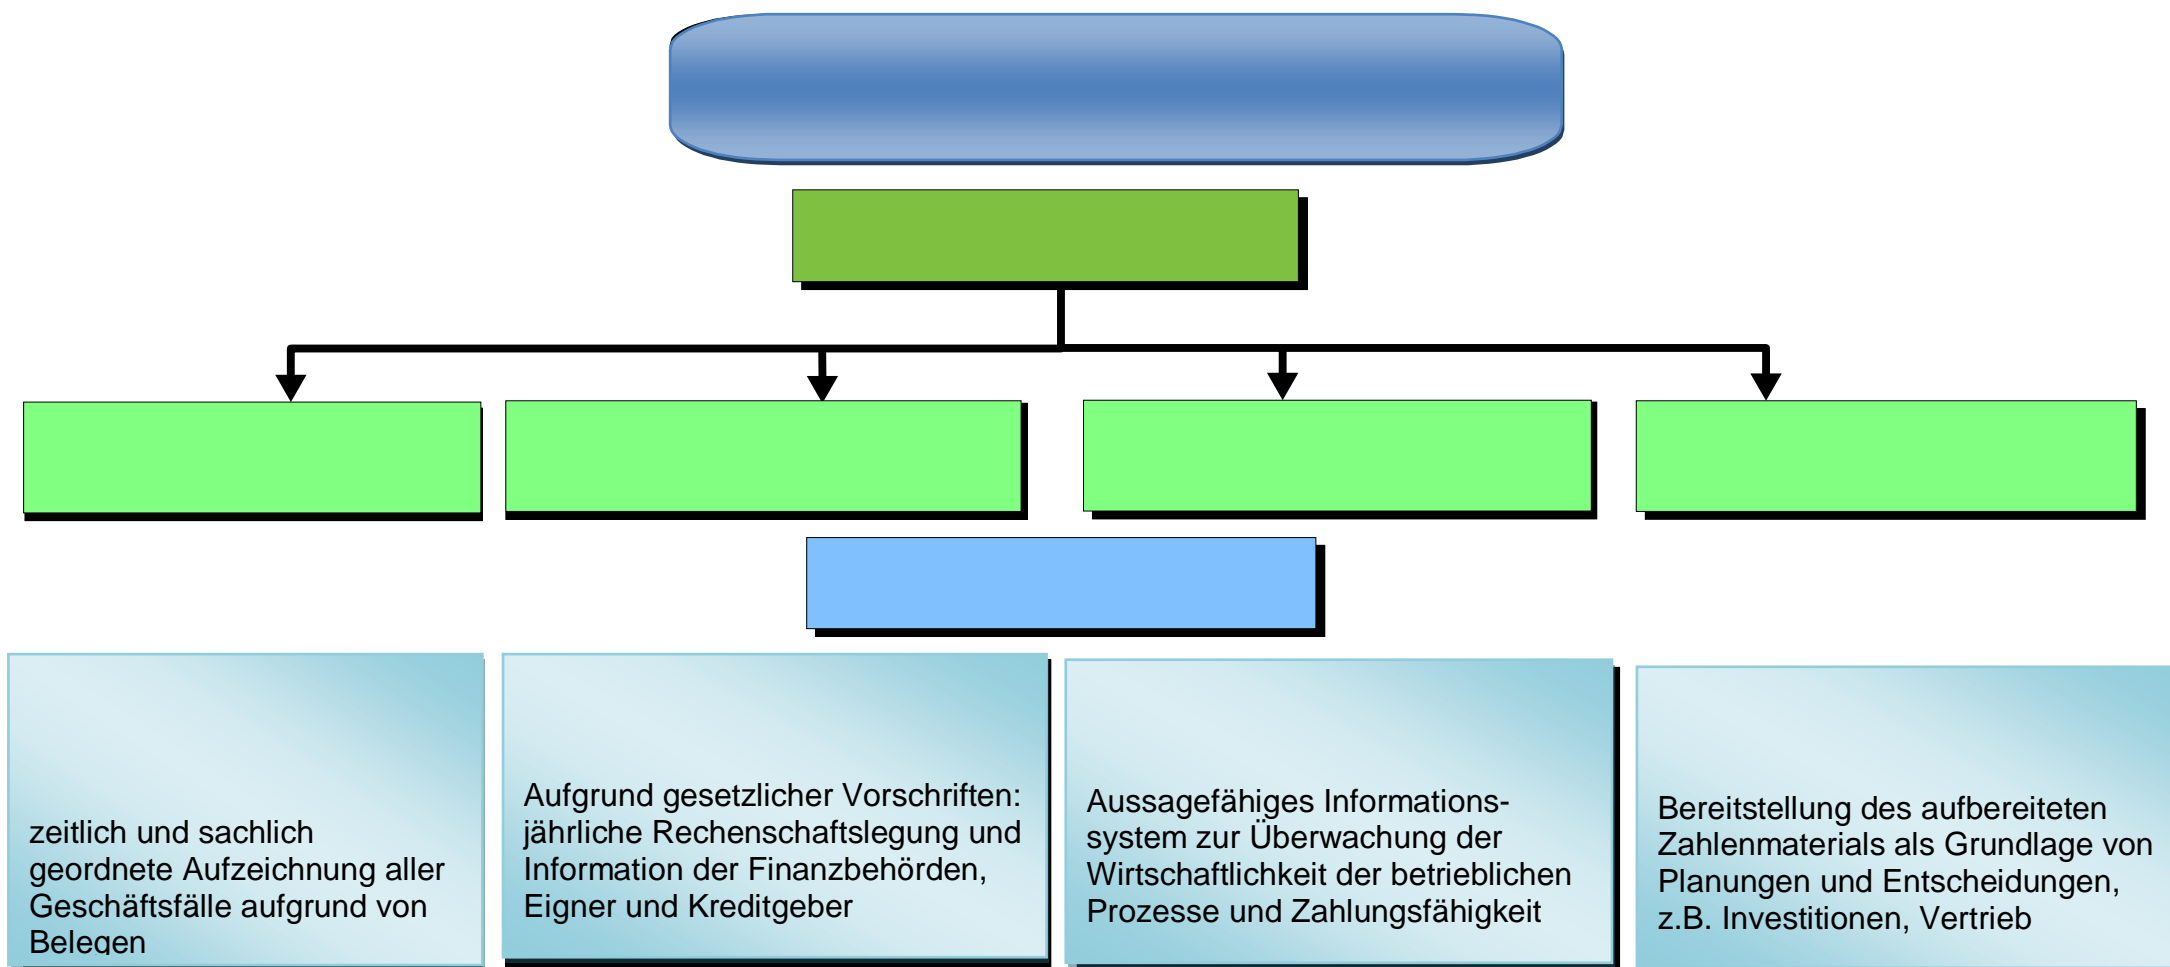 zeitlich und sachlich
geordnete Aufzeichnung aller
Geschäftsfälle aufgrund von
Belegen
Aufgrund gesetzlicher Vorschriften:
jährliche Rechenschaftslegung und
Information der Finanzbehörden,
Eigner und Kreditgeber
Aussagefähiges Informations-
system zur Überwachung der
Wirtschaftlichkeit der betrieblichen
Prozesse und Zahlungsfähigkeit
Bereitstellung des aufbereiteten
Zahlenmaterials als Grundlage von
Planungen und Entscheidungen,
z.B. Investitionen, Vertrieb